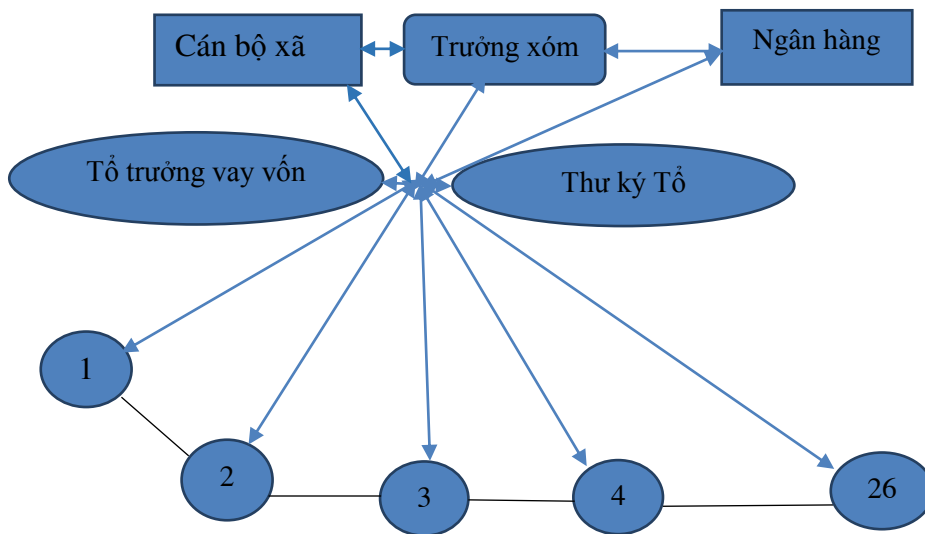 Cán bộ xã
Trưởng xóm
Ngân hàng
Tổ trưởng vay vốn
Thư ký Tổ
1
2
3
4
26